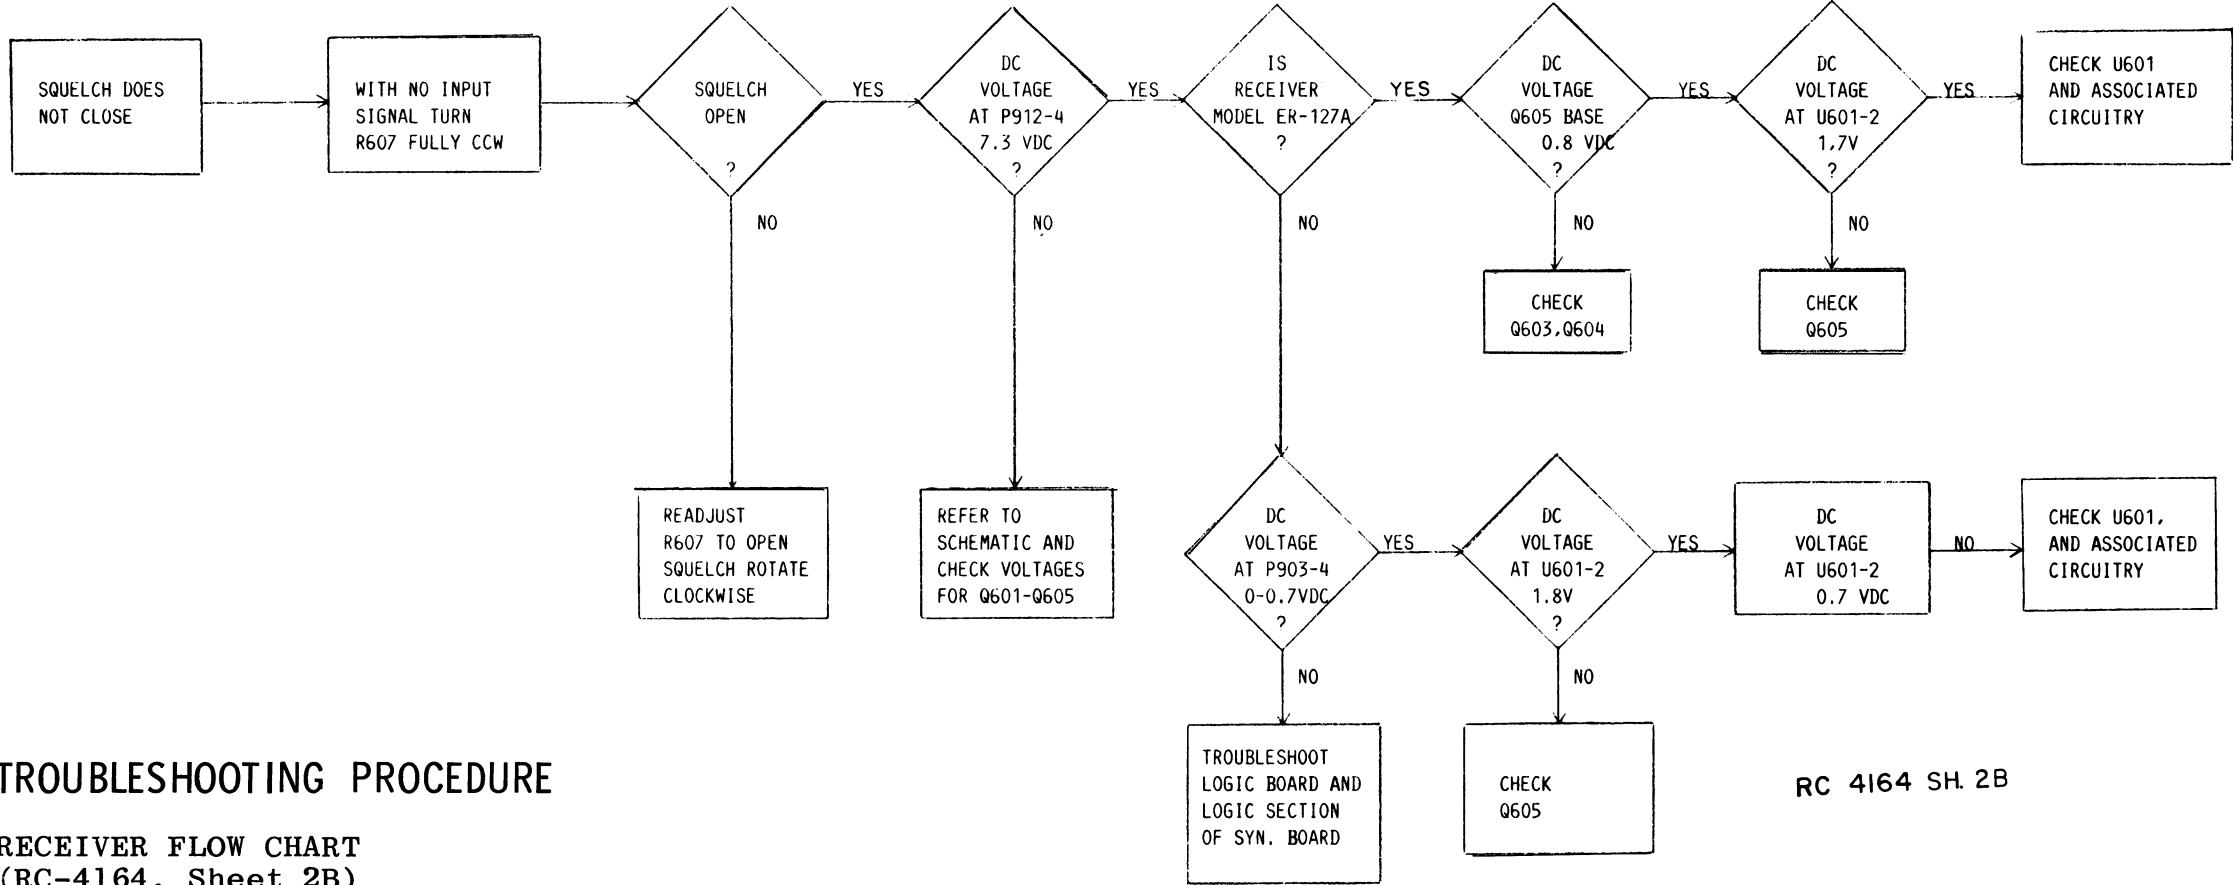 SQUELCH DOES
NOT CLOSE
WITH NO INPUT
SIGNAL TURN
R607 FULLY CCW
SQUELCH
OPEN
?
YES
NO
DC
VOLTAGE
AT P912-4
7.3 VDC
?
YES
NO
IS
RECEIVER
MODEL ER-127A
?
YES
NO
DC
VOLTAGE
Q605 BASE
0.8 VDC
?
YES
NO
DC
VOLTAGE
AT U601-2
1.7V
?
YES
NO
CHECK U601
AND ASSOCIATED
CIRCUITRY
CHECK
Q603,Q604
CHECK
Q605
READJUST
R607 TO OPEN
SQUELCH ROTATE
CLOCKWISE
REFER TO
SCHEMATIC AND
CHECK VOLTAGES
FOR Q601-Q605
DC
VOLTAGE
AT P903-4
0-0.7VDC
?
YES
NO
DC
VOLTAGE
AT U601-2
1.8V
?
YES
NO
DC
VOLTAGE
AT U601-2
0.7 VDC
NO
CHECK U601,
AND ASSOCIATED
CIRCUITRY
TROUBLESHOOT
LOGIC BOARD AND
LOGIC SECTION
OF SYN. BOARD
CHECK
Q605
RC 4164 SH. 2B
TROUBLESHOOTING PROCEDURE
RECEIVER FLOW CHART
(RC-4164, Sheet 2B)